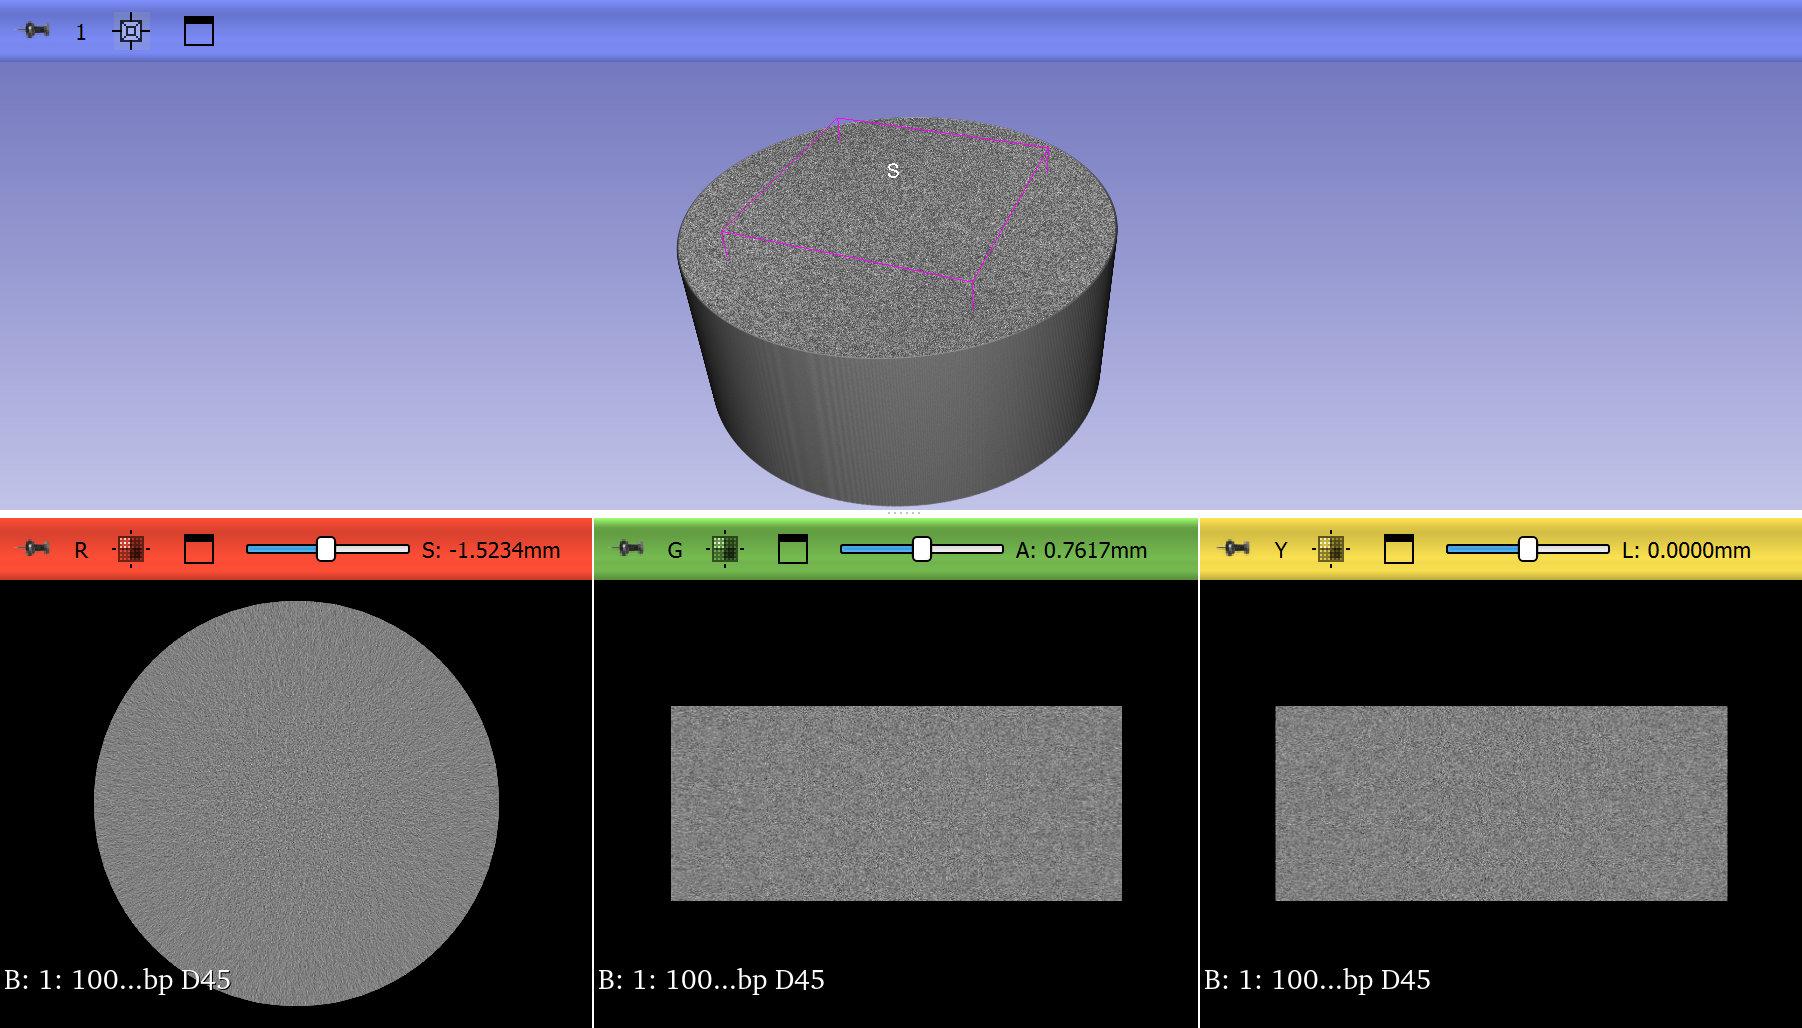 1
S
R S: -1.5234mm
G A: 0.7617mm
Y L: 0.0000mm
B: 1: 100...bp D45
B: 1: 100...bp D45
B: 1: 100...bp D45